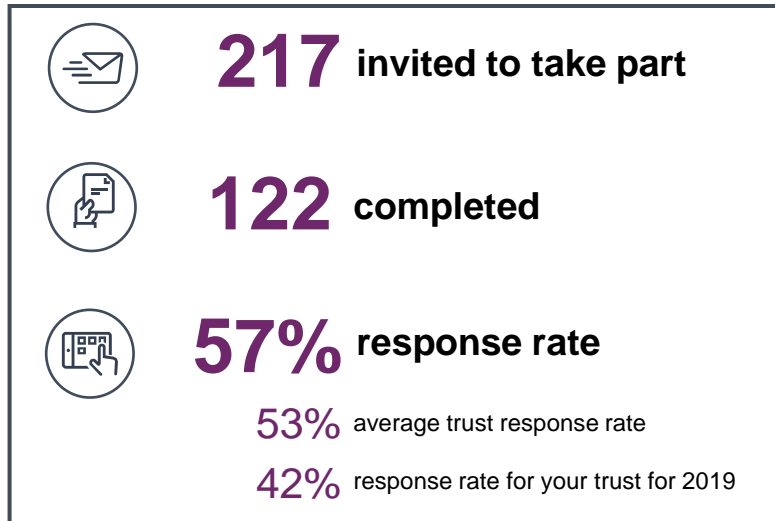 217 invited to take part
122 completed
57% response rate
53% average trust response rate
42% response rate for your trust for 2019